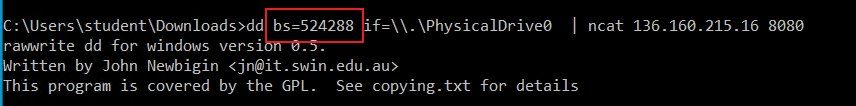 C:\Users\student\Downloads>dd bs=524288 if=\\.\PhysicalDrive0  | ncat 136.160.215.16 8080
rawwrite dd for windows version 0.5.
Written by John Newbigin <jn@it.swin.edu.au>
This program is covered by the GPL.  See copying.txt for details